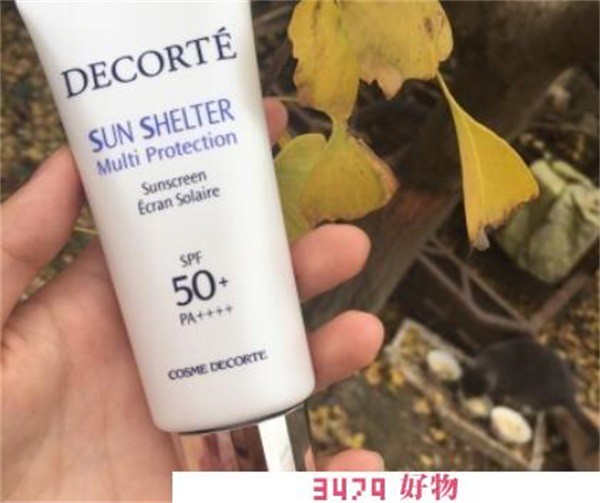 DECORTÉ
SUN SHELTER
Multi Protection
Sunscreen
Écran Solaire
SPF
50+
PA++++
COSME DECORTE
3479 好物